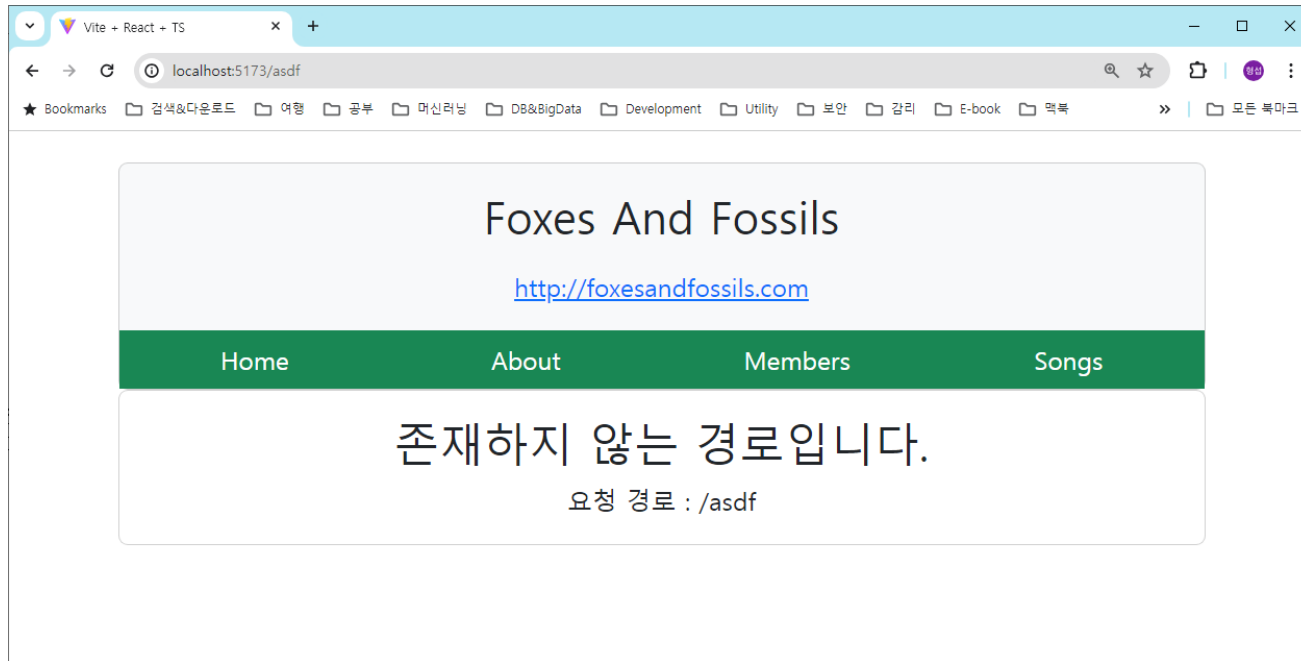 Vite + React + TS
localhost:5173/asdf
형섭
Bookmarks 검색&다운로드 여행 공부 머신러닝 DB&BigData Development Utility 보안 감리 E-book 맥북 » 모든 북마크
Foxes And Fossils
http://foxesandfossils.com
Home About Members Songs
존재하지 않는 경로입니다.
요청 경로 : /asdf